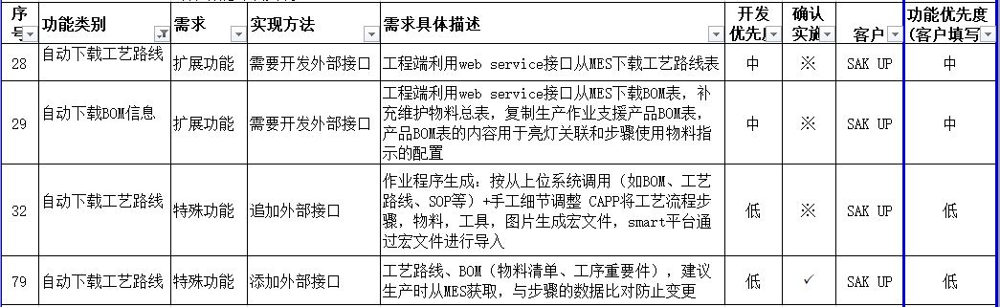 序号 功能类别 需求 实现方法 需求具体描述 开发优先 确认实施 客户 功能优先度(客户填写
28 自动下载工艺路线 扩展功能 需要开发外部接口 工程端利用web service接口从MES下载工艺路线表 中 ※ SAK UP 中
29 自动下载BOM信息 扩展功能 需要开发外部接口 工程端利用web service接口从MES下载BOM表，补
充维护物料总表，复制生产作业支援产品BOM表，
产品BOM表的内容用于亮灯关联和步骤使用物料指
示的配置 中 ※ SAK UP 中
32 自动下载工艺路线 特殊功能 追加外部接口 作业程序生成：按从上位系统调用（如BOM、工艺
路线、SOP等）+手工细节调整 CAPP将工艺流程步
骤，物料，工具，图片生成宏文件，smart平台通
过宏文件进行导入 低 ※ SAK UP 低
79 自动下载工艺路线 特殊功能 添加外部接口 工艺路线、BOM（物料清单、工序重要件），建议
生产时从MES获取，与步骤的数据比对防止变更 低 ✓ SAK UP 低